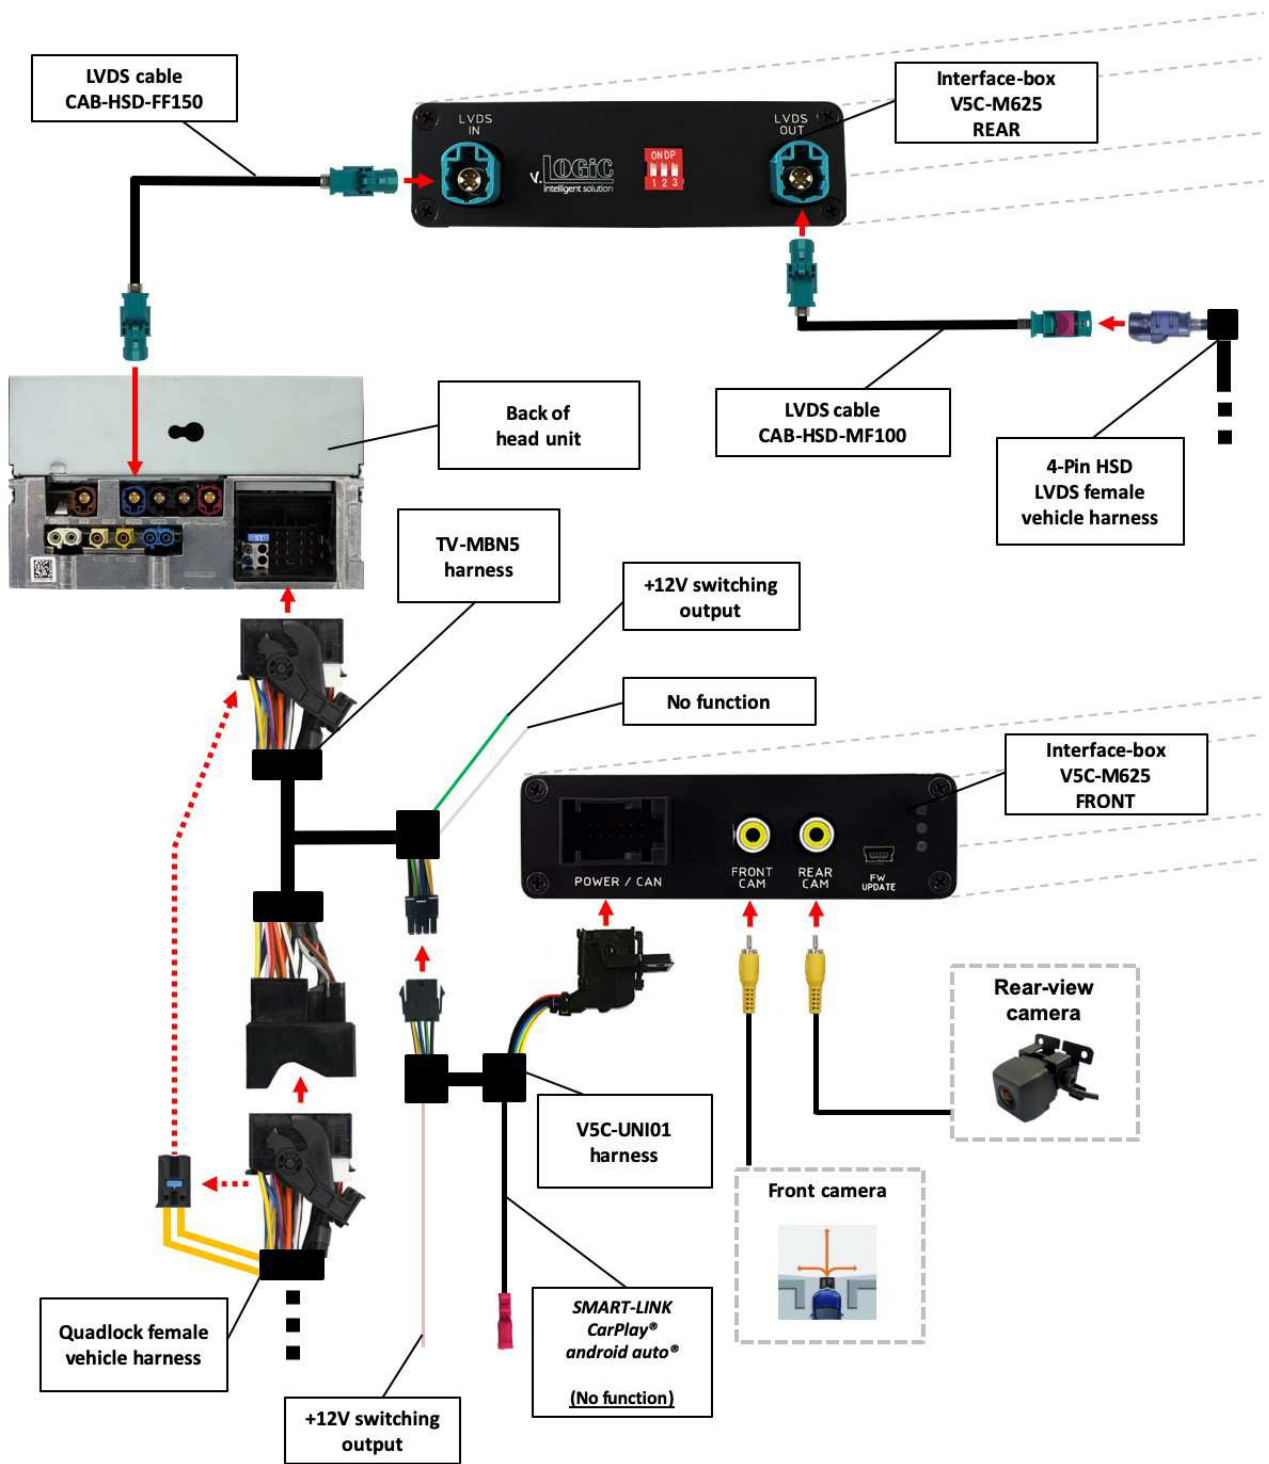 LVDS cable
CAB-HSD-FF150
LVDS
IN
v.LOGiC
intelligent solution
ON DP
1 2 3
LVDS
OUT
Interface-box
V5C-M625
REAR
Back of
head unit
LVDS cable
CAB-HSD-MF100
4-Pin HSD
LVDS female
vehicle harness
TV-MBN5
harness
+12V switching
output
No function
Interface-box
V5C-M625
FRONT
POWER / CAN
FRONT
CAM
REAR
CAM
FW
UPDATE
Rear-view
camera
V5C-UNI01
harness
Front camera
Quadlock female
vehicle harness
SMART-LINK
CarPlay®
android auto®
(No function)
+12V switching
output